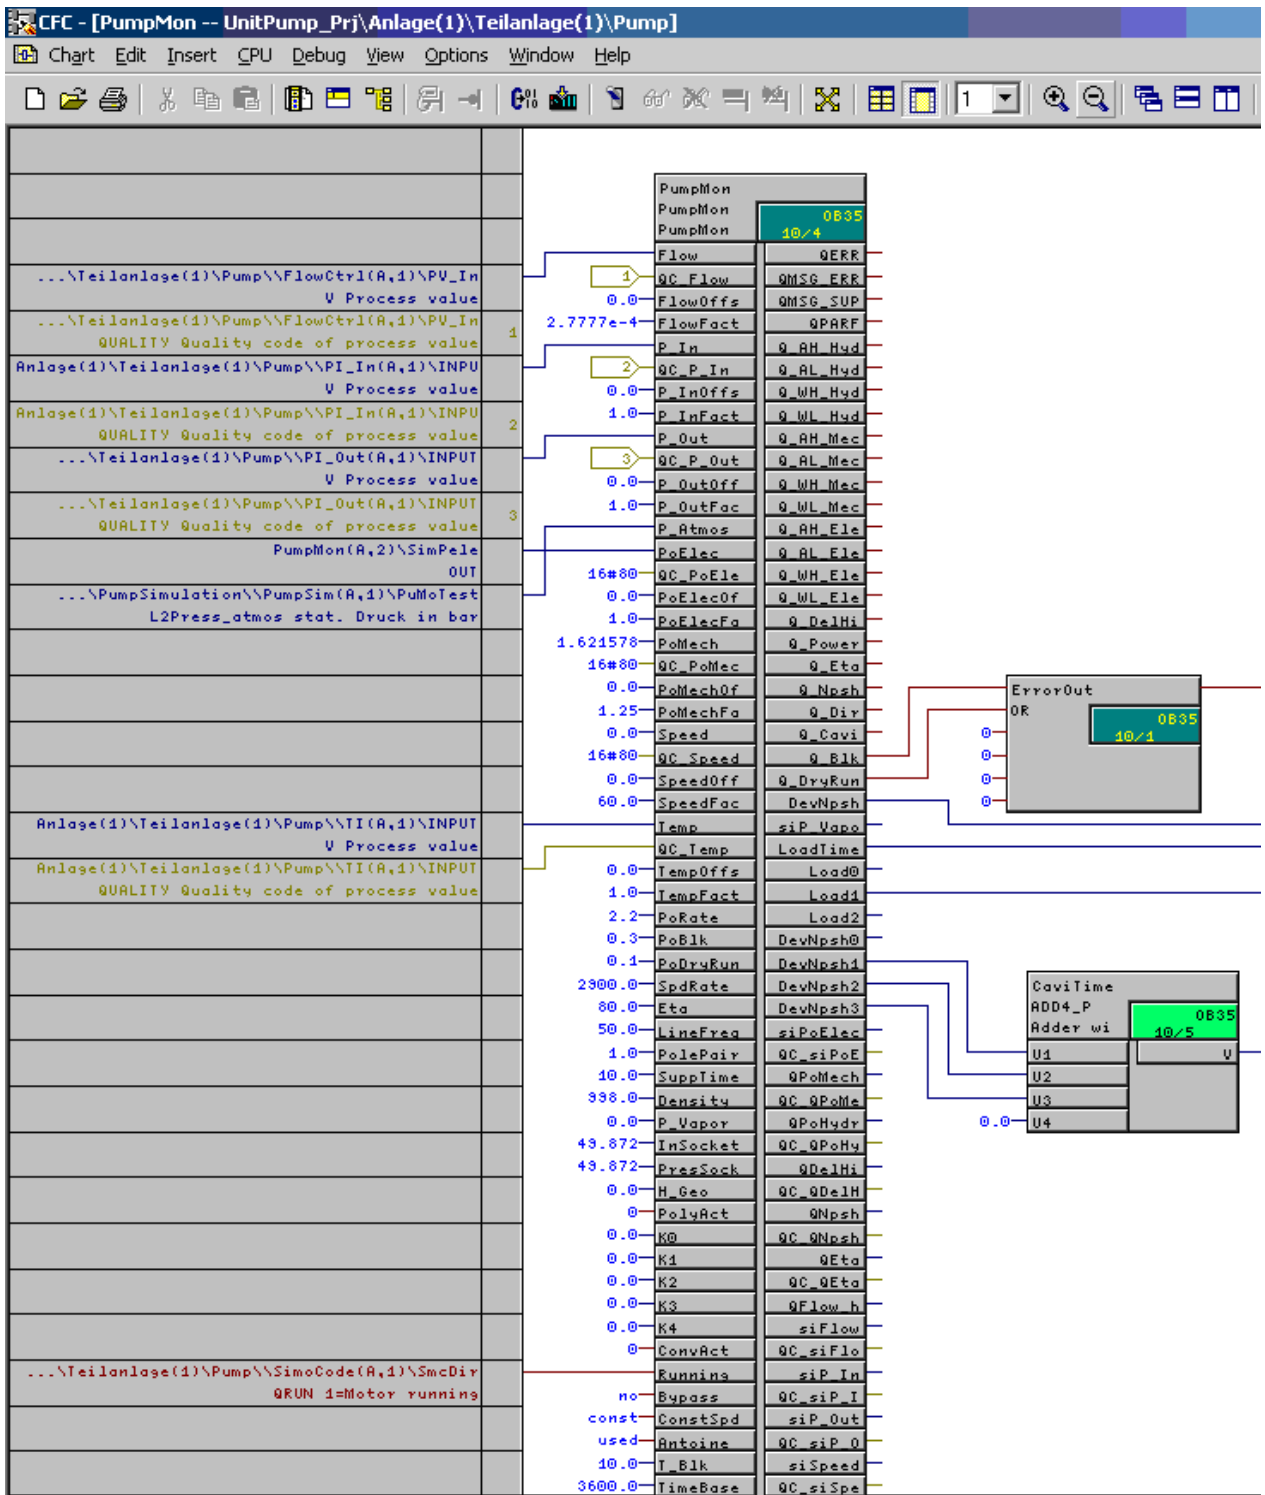 CFC - [PumpMon -- UnitPump_Prj\Anlage(1)\Teilanlage(1)\Pump]
Chart Edit Insert CPU Debug View Options Window Help
1
...\Teilanlage(1)\Pump\\FlowCtrl(A,1)\PV_In
V Process value
...\Teilanlage(1)\Pump\\FlowCtrl(A,1)\PV_In
QUALITY Quality code of process value
1
Anlage(1)\Teilanlage(1)\Pump\\PI_In(A,1)\INPU
V Process value
Anlage(1)\Teilanlage(1)\Pump\\PI_In(A,1)\INPU
QUALITY Quality code of process value
2
...\Teilanlage(1)\Pump\\PI_Out(A,1)\INPUT
V Process value
...\Teilanlage(1)\Pump\\PI_Out(A,1)\INPUT
QUALITY Quality code of process value
3
PumpMon(A,2)\SimPele
OUT
...\PumpSimulation\\PumpSim(A,1)\PuMoTest
L2Press_atmos stat. Druck in bar
Anlage(1)\Teilanlage(1)\Pump\\TI(A,1)\INPUT
V Process value
Anlage(1)\Teilanlage(1)\Pump\\TI(A,1)\INPUT
QUALITY Quality code of process value
...\Teilanlage(1)\Pump\\SimoCode(A,1)\SmcDir
QRUN 1=Motor running
PumpMon
PumpMon
PumpMon
OB35
10/4
Flow QERR
1 QC_Flow QMSG_ERR
0.0 FlowOffs QMSG_SUP
2.7777e-4 FlowFact QPARF
P_In Q_AH_Hyd
2 QC_P_In Q_AL_Hyd
0.0 P_InOffs Q_WH_Hyd
1.0 P_InFact Q_WL_Hyd
P_Out Q_AH_Mec
3 QC_P_Out Q_AL_Mec
0.0 P_OutOff Q_WH_Mec
1.0 P_OutFac Q_WL_Mec
P_Atmos Q_AH_Ele
PoElec Q_AL_Ele
16#80 QC_PoEle Q_WH_Ele
0.0 PoElecOf Q_WL_Ele
1.0 PoElecFa Q_DelHi
1.621578 PoMech Q_Power
16#80 QC_PoMec Q_Eta
0.0 PoMechOf Q_Npsh
1.25 PoMechFa Q_Dir
0.0 Speed Q_Cavi
16#80 QC_Speed Q_Blk
0.0 SpeedOff Q_DryRun
60.0 SpeedFac DevNpsh
Temp siP_Vapo
QC_Temp LoadTime
0.0 TempOffs Load0
1.0 TempFact Load1
2.2 PoRate Load2
0.3 PoBlk DevNpsh0
0.1 PoDryRun DevNpsh1
2900.0 SpdRate DevNpsh2
80.0 Eta DevNpsh3
50.0 LineFreq siPoElec
1.0 PolePair QC_siPoE
10.0 SuppTime QPoMech
998.0 Density QC_QPoMe
0.0 P_Vapor QPoHydr
49.872 InSocket QC_QPoHy
49.872 PresSock QDelHi
0.0 H_Geo QC_QDelH
0 PolyAct QNpsh
0.0 K0 QC_QNpsh
0.0 K1 QEta
0.0 K2 QC_QEta
0.0 K3 QFlow_h
0.0 K4 siFlow
0 ConvAct QC_siFlo
Running siP_In
no Bypass QC_siP_I
const ConstSpd siP_Out
used Antoine QC_siP_O
10.0 T_Blk siSpeed
3600.0 TimeBase QC_siSpe
ErrorOut
OR
OB35
10/1
0
0
0
0
CaviTime
ADD4_P
Adder wi
OB35
10/5
U1 V
U2
U3
0.0 U4